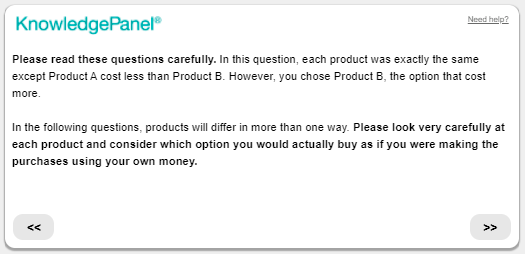 KnowledgePanel®
Need help?
Please read these questions carefully. In this question, each product was exactly the same
except Product A cost less than Product B. However, you chose Product B, the option that cost
more.
In the following questions, products will differ in more than one way. Please look very carefully at
each product and consider which option you would actually buy as if you were making the
purchases using your own money.
<<
>>